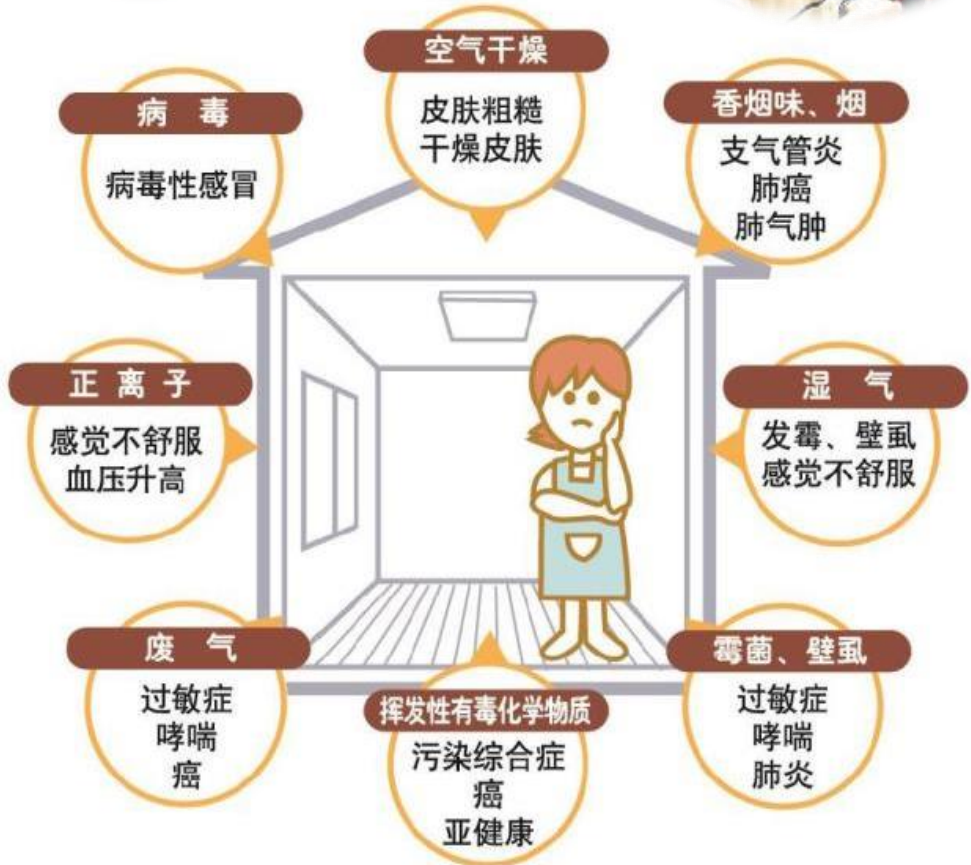 空气干燥
皮肤粗糙
干燥皮肤
病毒
病毒性感冒
香烟味、烟
支气管炎
肺癌
肺气肿
正离子
感觉不舒服
血压升高
湿气
发霉、壁虱
感觉不舒服
废气
过敏症
哮喘
癌
挥发性有毒化学物质
污染综合症
癌
亚健康
霉菌、壁虱
过敏症
哮喘
肺炎